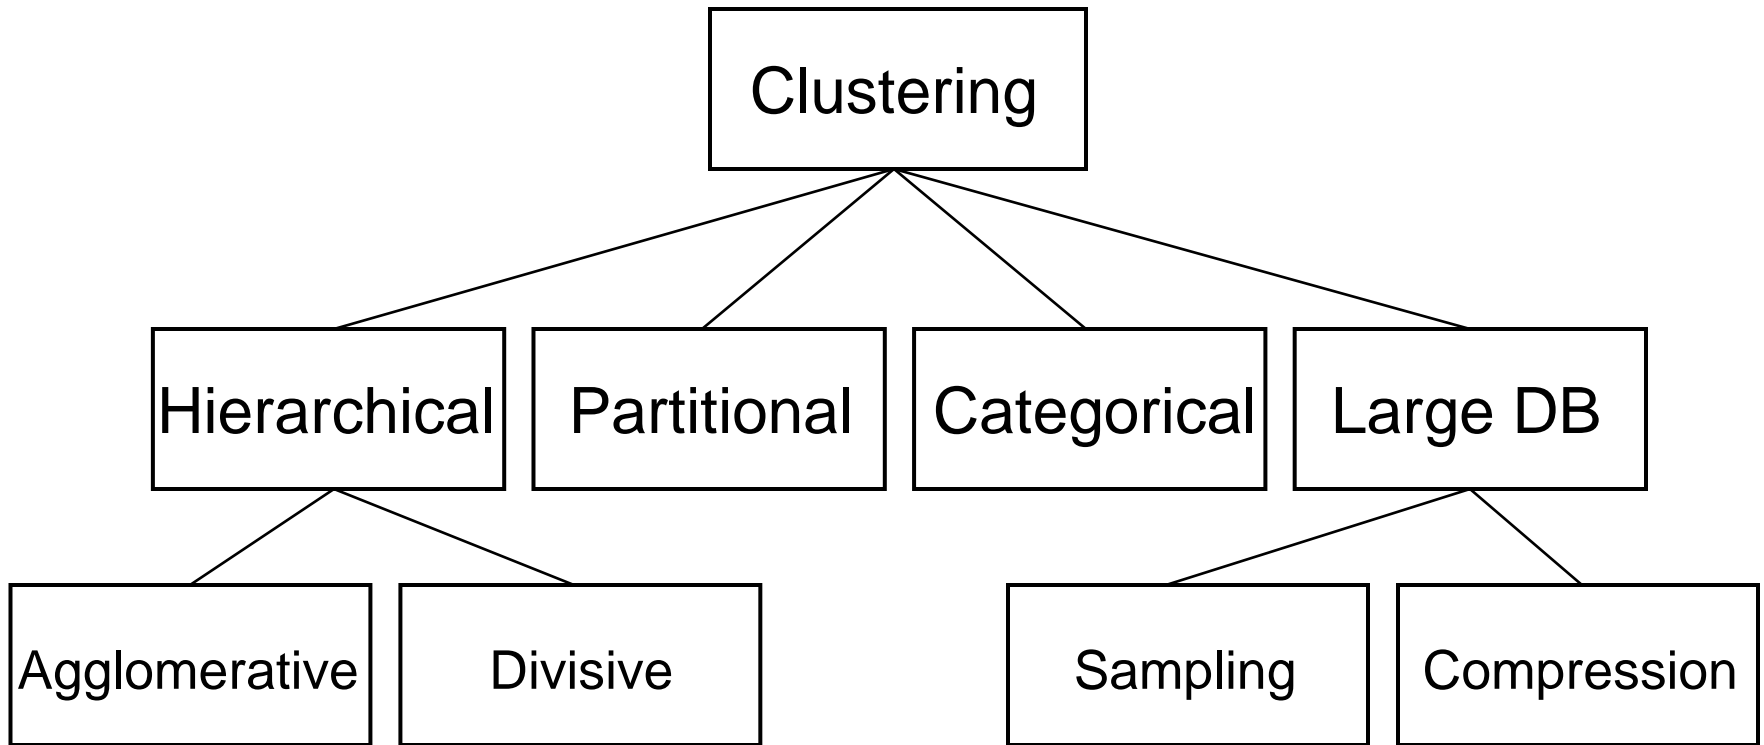 Clustering
Hierarchical
Partitional
Categorical
Large DB
Agglomerative
Divisive
Sampling
Compression